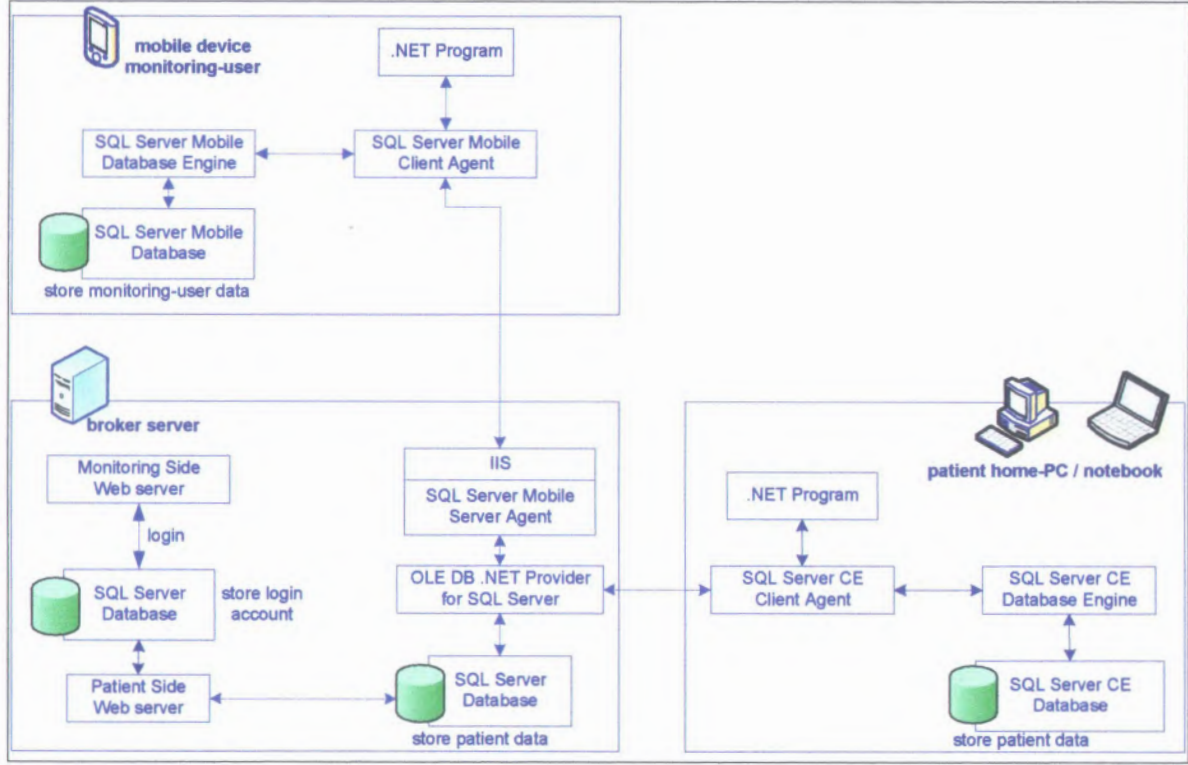 mobile device
monitoring-user
.NET Program
SQL Server Mobile
Database Engine
SQL Server Mobile
Client Agent
SQL Server Mobile
Database
store monitoring-user data
broker server
Monitoring Side
Web server
login
SQL Server
Database
store login
account
Patient Side
Web server
IIS
SQL Server Mobile
Server Agent
OLE DB .NET Provider
for SQL Server
SQL Server
Database
store patient data
patient home-PC / notebook
.NET Program
SQL Server CE
Client Agent
SQL Server CE
Database Engine
SQL Server CE
Database
store patient data